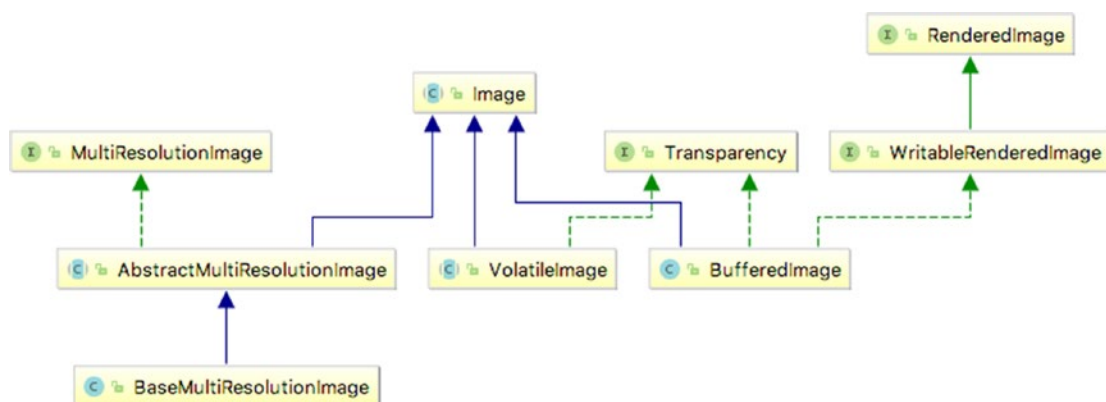 I RenderedImage
C Image
I MultiResolutionImage
I Transparency
I WritableRenderedImage
C AbstractMultiResolutionImage
C VolatileImage
C BufferedImage
C BaseMultiResolutionImage